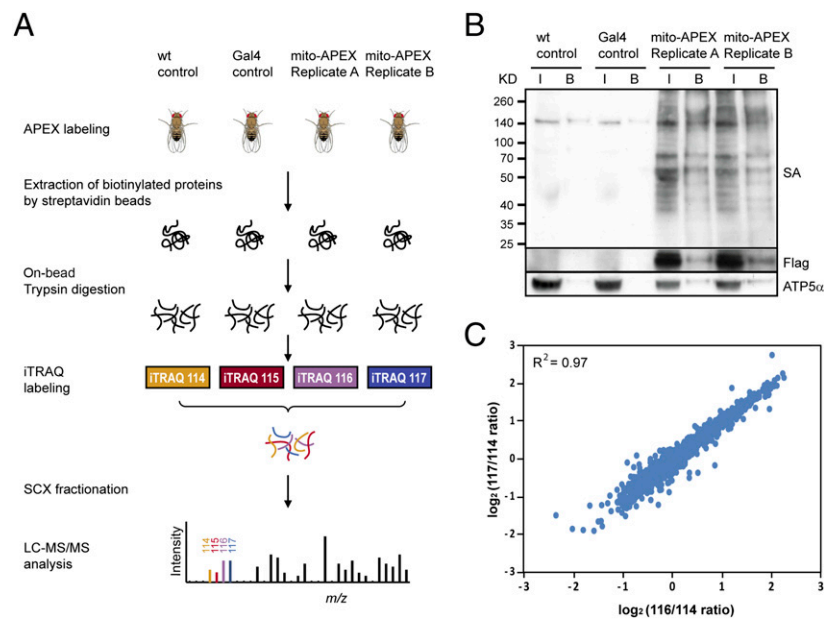 A
wt
control
Gal4
control
mito-APEX
Replicate A
mito-APEX
Replicate B
APEX labeling
Extraction of biotinylated proteins
by streptavidin beads
On-bead
Trypsin digestion
iTRAQ
labeling
iTRAQ 114
iTRAQ 115
iTRAQ 116
iTRAQ 117
SCX fractionation
LC-MS/MS
analysis
Intensity
114
115
116
117
m/z
B
wt
control
Gal4
control
mito-APEX
Replicate A
mito-APEX
Replicate B
KD I B I B I B I B
260
140
100
70
50
40
35
25
SA
Flag
ATP5α
C
R² = 0.97
log₂ (117/114 ratio)
3
2
1
0
-1
-2
-3
-3 -2 -1 0 1 2 3
log₂ (116/114 ratio)